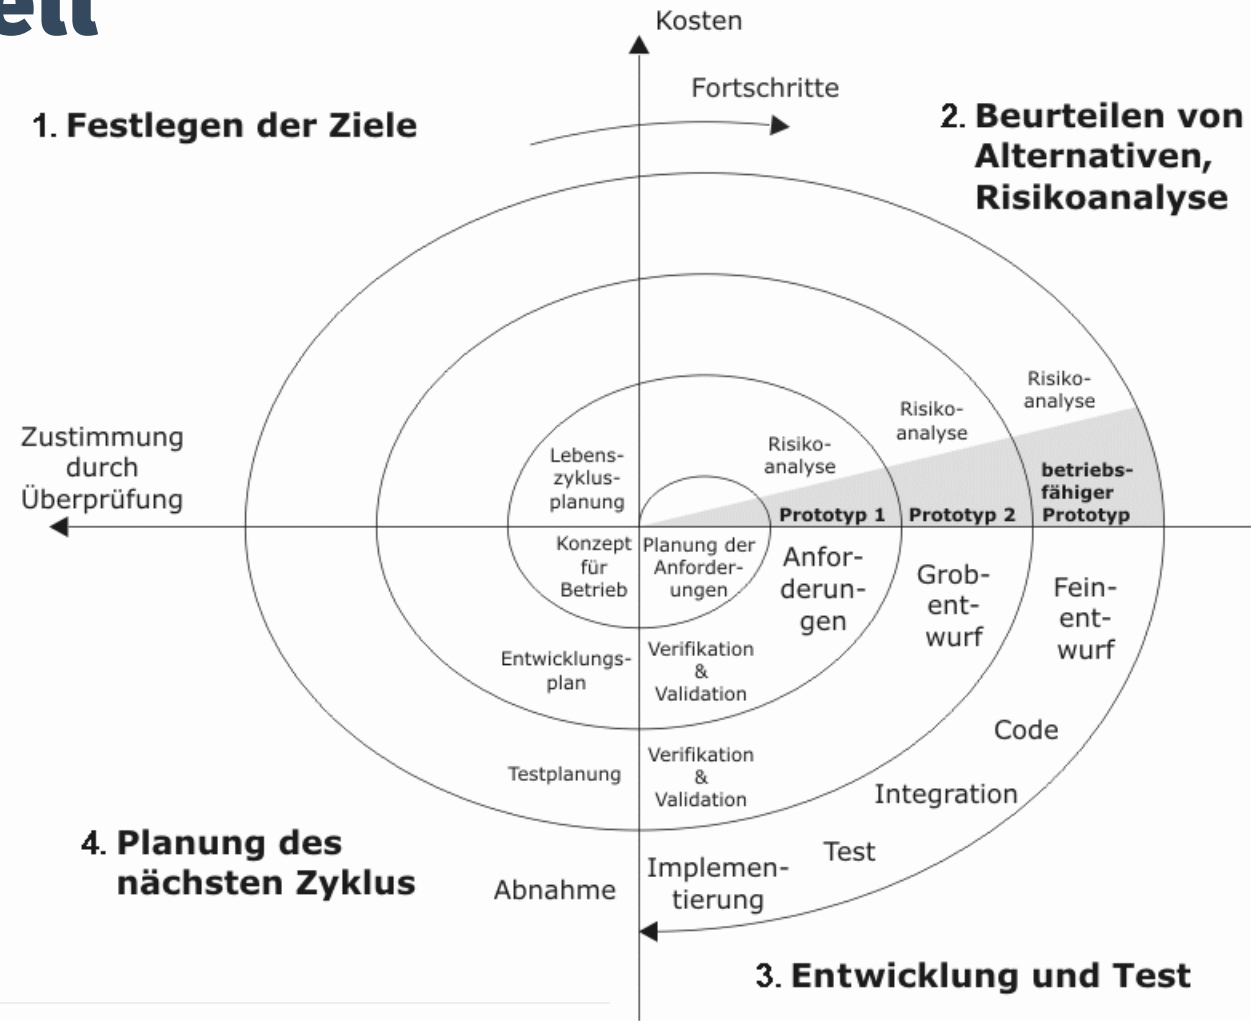 ell
Kosten
Fortschritte
1. Festlegen der Ziele
2. Beurteilen von
Alternativen,
Risikoanalyse
Zustimmung
durch
Überprüfung
Lebens-
zyklus-
planung
Risiko-
analyse
Risiko-
analyse
Risiko-
analyse
Prototyp 1
Prototyp 2
betriebs-
fähiger
Prototyp
Konzept
für
Betrieb
Planung der
Anforder-
ungen
Anfor-
derun-
gen
Grob-
ent-
wurf
Fein-
ent-
wurf
Entwicklungs-
plan
Verifikation
&
Validation
Code
Testplanung
Verifikation
&
Validation
Integration
Test
4. Planung des
nächsten Zyklus
Abnahme
Implemen-
tierung
3. Entwicklung und Test